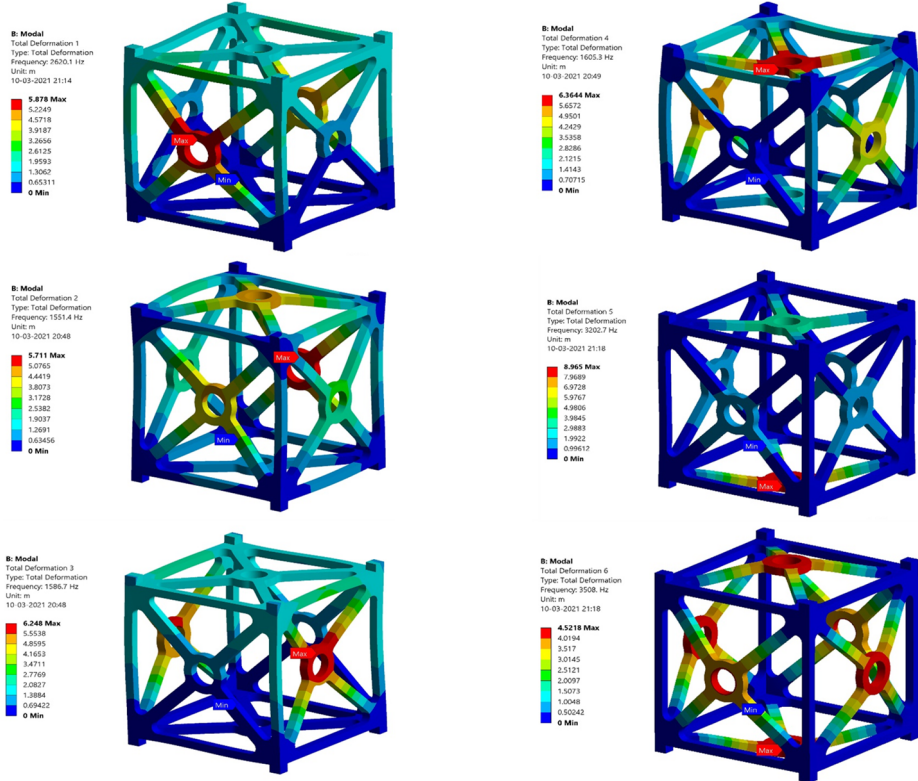 B: Modal
Total Deformation 1
Type: Total Deformation
Frequency: 2620.1 Hz
Unit: m
10-03-2021 21:14
5.878 Max
5.2249
4.5718
3.9187
3.2656
2.6125
1.9593
1.3062
0.65311
0 Min
Max
Min
B: Modal
Total Deformation 4
Type: Total Deformation
Frequency: 1605.3 Hz
Unit: m
10-03-2021 20:49
6.3644 Max
5.6572
4.9501
4.2429
3.5358
2.8286
2.1215
1.4143
0.70715
0 Min
Max
Min
B: Modal
Total Deformation 2
Type: Total Deformation
Frequency: 1551.4 Hz
Unit: m
10-03-2021 20:48
5.711 Max
5.0765
4.4419
3.8073
3.1728
2.5382
1.9037
1.2691
0.63456
0 Min
Max
Min
B: Modal
Total Deformation 5
Type: Total Deformation
Frequency: 3202.7 Hz
Unit: m
10-03-2021 21:18
8.965 Max
7.9689
6.9728
5.9767
4.9806
3.9845
2.9883
1.9922
0.99612
0 Min
Min
Max
B: Modal
Total Deformation 3
Type: Total Deformation
Frequency: 1586.7 Hz
Unit: m
10-03-2021 20:48
6.248 Max
5.5538
4.8595
4.1653
3.4711
2.7769
2.0827
1.3884
0.69422
0 Min
Max
Min
B: Modal
Total Deformation 6
Type: Total Deformation
Frequency: 3508. Hz
Unit: m
10-03-2021 21:18
4.5218 Max
4.0194
3.517
3.0145
2.5121
2.0097
1.5073
1.0048
0.50242
0 Min
Min
Max